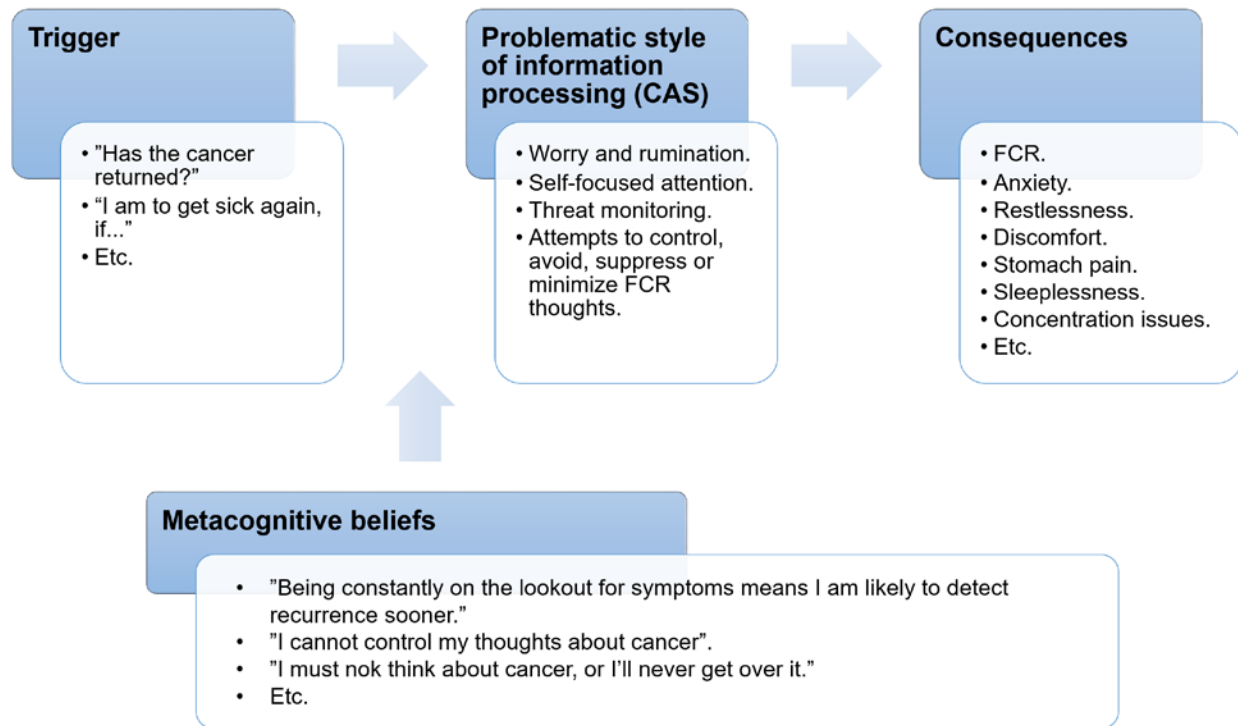 Trigger
• ”Has the cancer
returned?”
• “I am to get sick again,
if...”
• Etc.
Problematic style
of information
processing (CAS)
• Worry and rumination.
• Self-focused attention.
• Threat monitoring.
• Attempts to control,
avoid, suppress or
minimize FCR
thoughts.
Consequences
• FCR.
• Anxiety.
• Restlessness.
• Discomfort.
• Stomach pain.
• Sleeplessness.
• Concentration issues.
• Etc.
Metacognitive beliefs
• ”Being constantly on the lookout for symptoms means I am likely to detect
recurrence sooner.”
• ”I cannot control my thoughts about cancer”.
• ”I must nok think about cancer, or I’ll never get over it.”
• Etc.